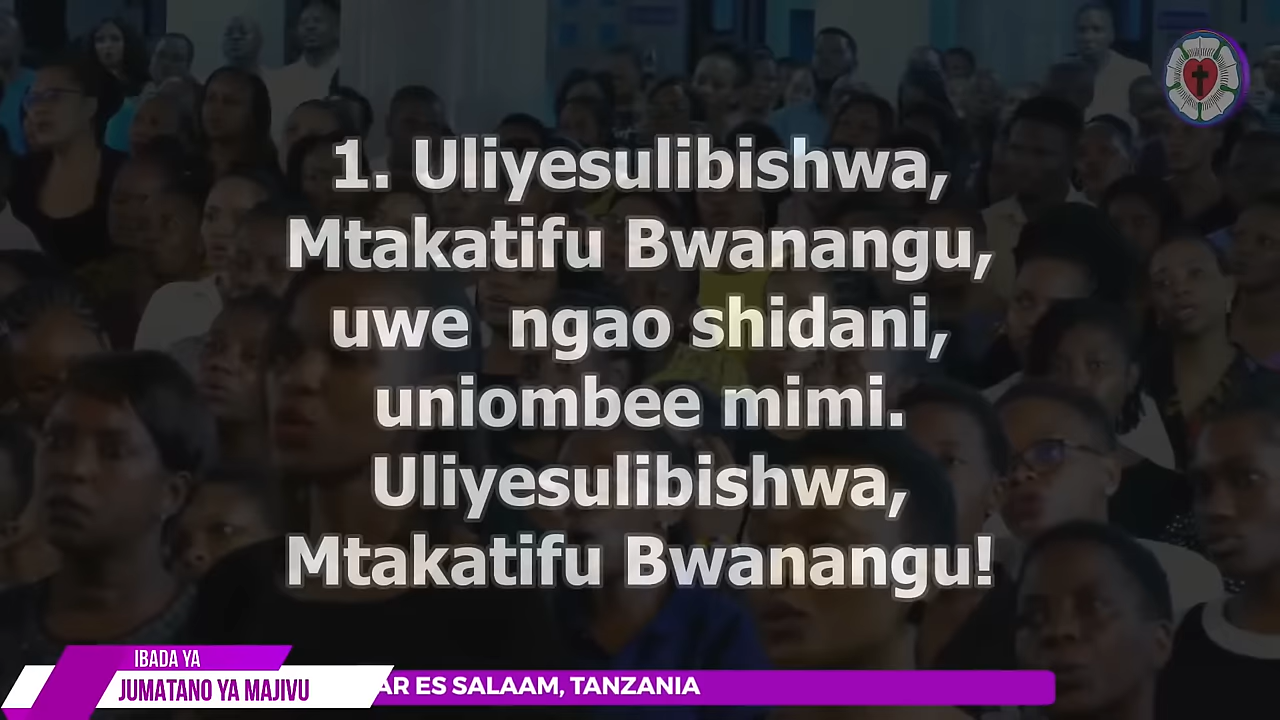 1. Uliyesulibishwa,
Mtakatifu Bwanangu,
uwe ngao shidani,
uniombee mimi.
Uliyesulibishwa,
Mtakatifu Bwanangu!
IBADA YA
JUMATANO YA MAJIVU
AR ES SALAAM, TANZANIA